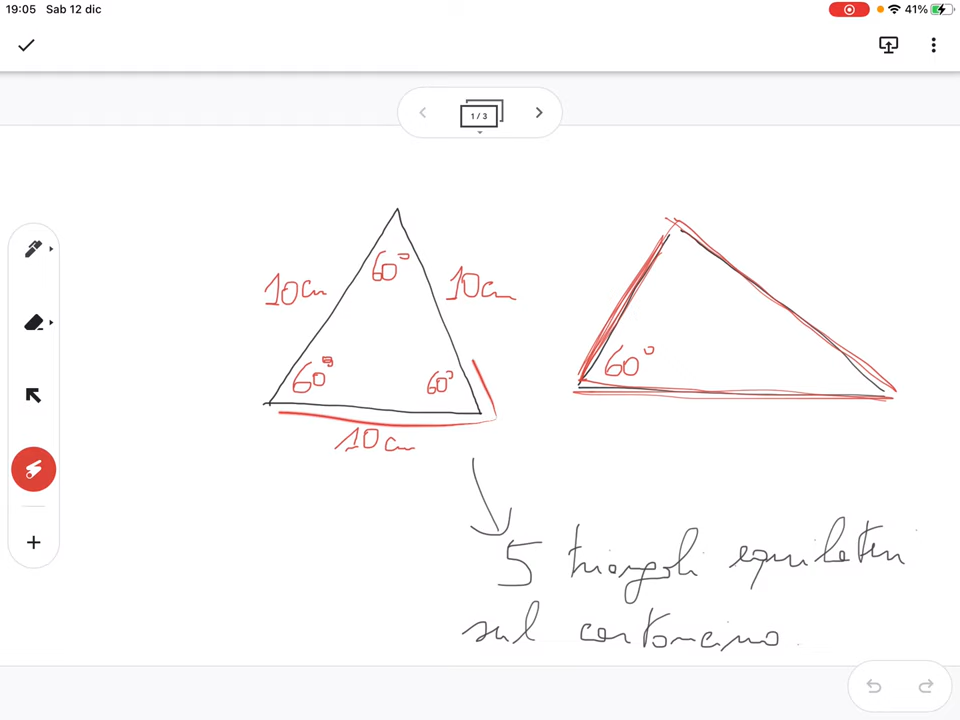 19:05 Sab 12 dic
41%
1 / 3
60°
10cm
10cm
60°
60°
60°
10cm
5 triangoli equilateri
sul cartoncino.